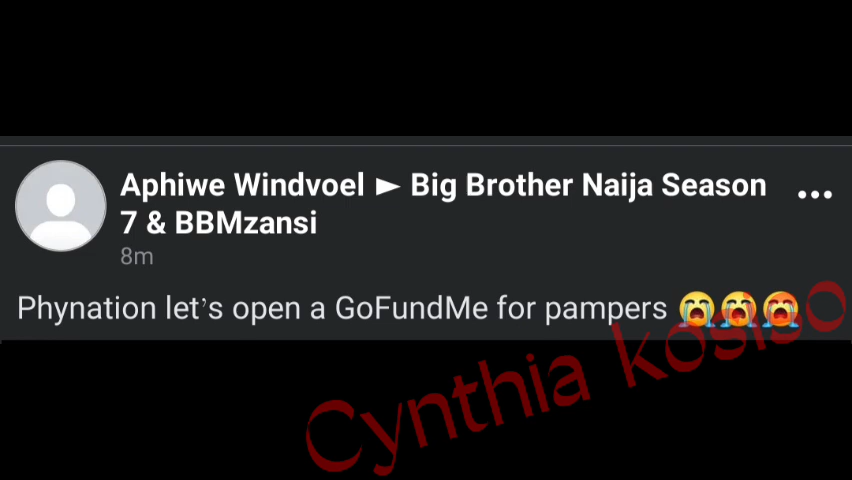 Aphiwe Windvoel ► Big Brother Naija Season
7 & BBMzansi
8m
Phynation let's open a GoFundMe for pampers 😭😭😭
Cynthia kosiso